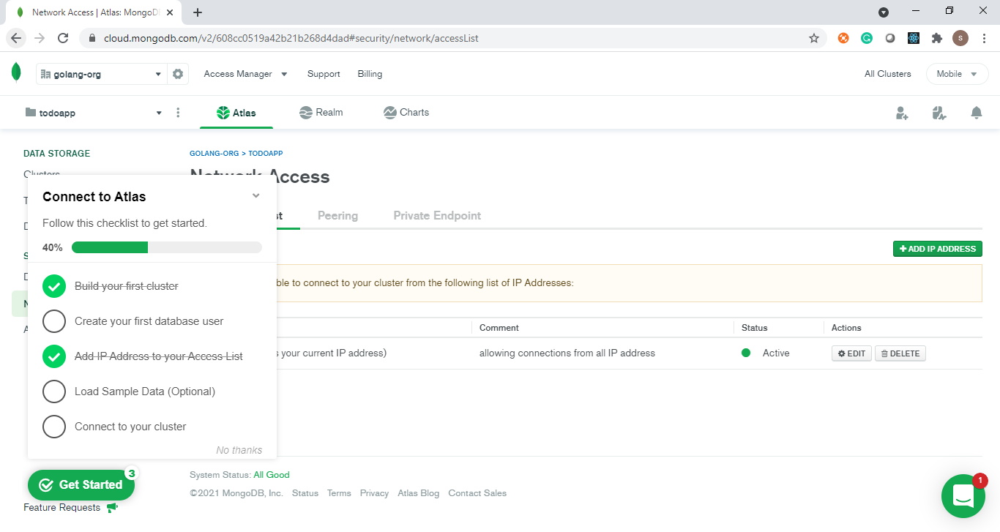 Network Access | Atlas: MongoD
cloud.mongodb.com/v2/608cc0519a42b21b268d4dad#security/network/accessList
S
golang-org
Access Manager
Support
Billing
All Clusters
Mobile
todoapp
Atlas
Realm
Charts
DATA STORAGE
GOLANG-ORG > TODOAPP
Clusters
Network Access
Connect to Atlas
Follow this checklist to get started.
40%
Build your first cluster
Create your first database user
Add IP Address to your Access List
Load Sample Data (Optional)
Connect to your cluster
No thanks
Peering
Private Endpoint
ADD IP ADDRESS
to connect to your cluster from the following list of IP Addresses:
Comment
Status
Actions
your current IP address)
allowing connections from all IP address
Active
EDIT
DELETE
3
Get Started
Feature Requests
System Status: All Good
©2021 MongoDB, Inc.
Status
Terms
Privacy
Atlas Blog
Contact Sales
1